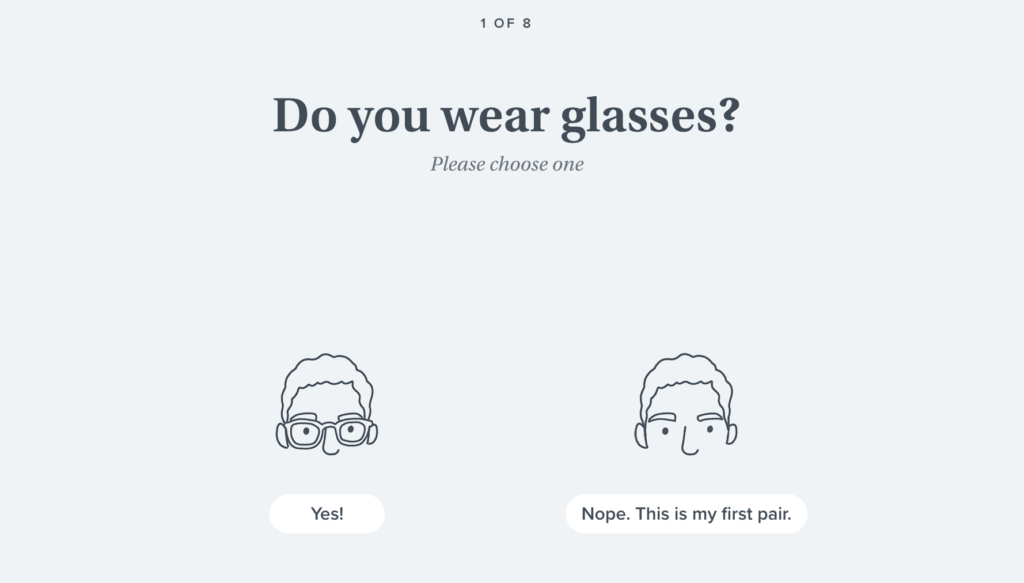 1 OF 8
Do you wear glasses?
Please choose one
Yes!
Nope. This is my first pair.